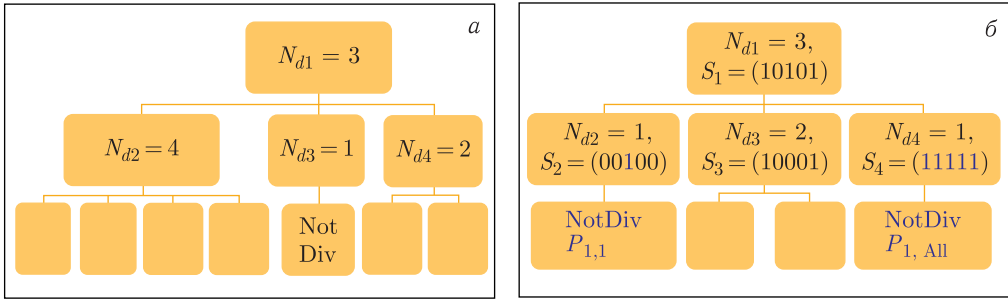 а
N_{d1} = 3
N_{d2} = 4
N_{d3} = 1
N_{d4} = 2
Not
Div
б
N_{d1} = 3,
S_1 = (10101)
N_{d2} = 1,
S_2 = (00100)
N_{d3} = 2,
S_3 = (10001)
N_{d4} = 1,
S_4 = (11111)
NotDiv
P_{1,1}
NotDiv
P_{1, All}